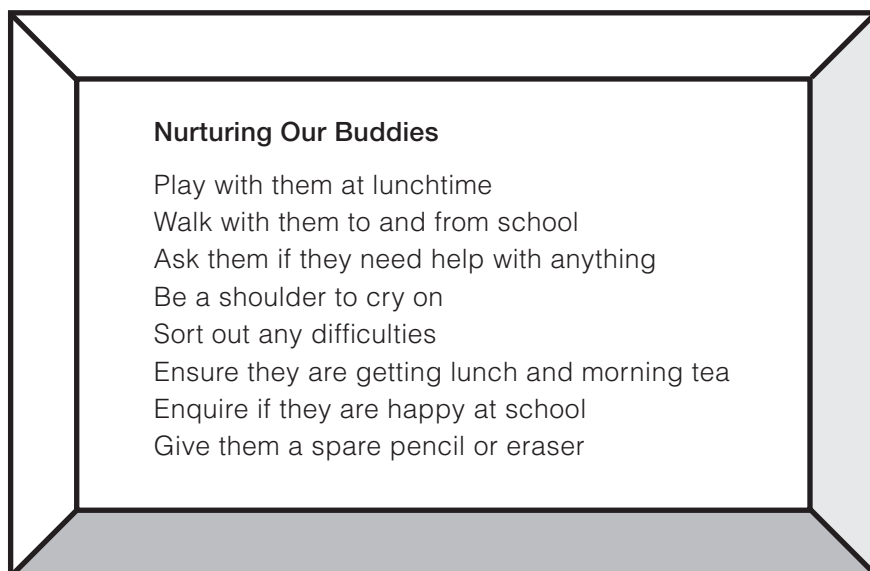 Nurturing Our Buddies
Play with them at lunchtime
Walk with them to and from school
Ask them if they need help with anything
Be a shoulder to cry on
Sort out any difficulties
Ensure they are getting lunch and morning tea
Enquire if they are happy at school
Give them a spare pencil or eraser